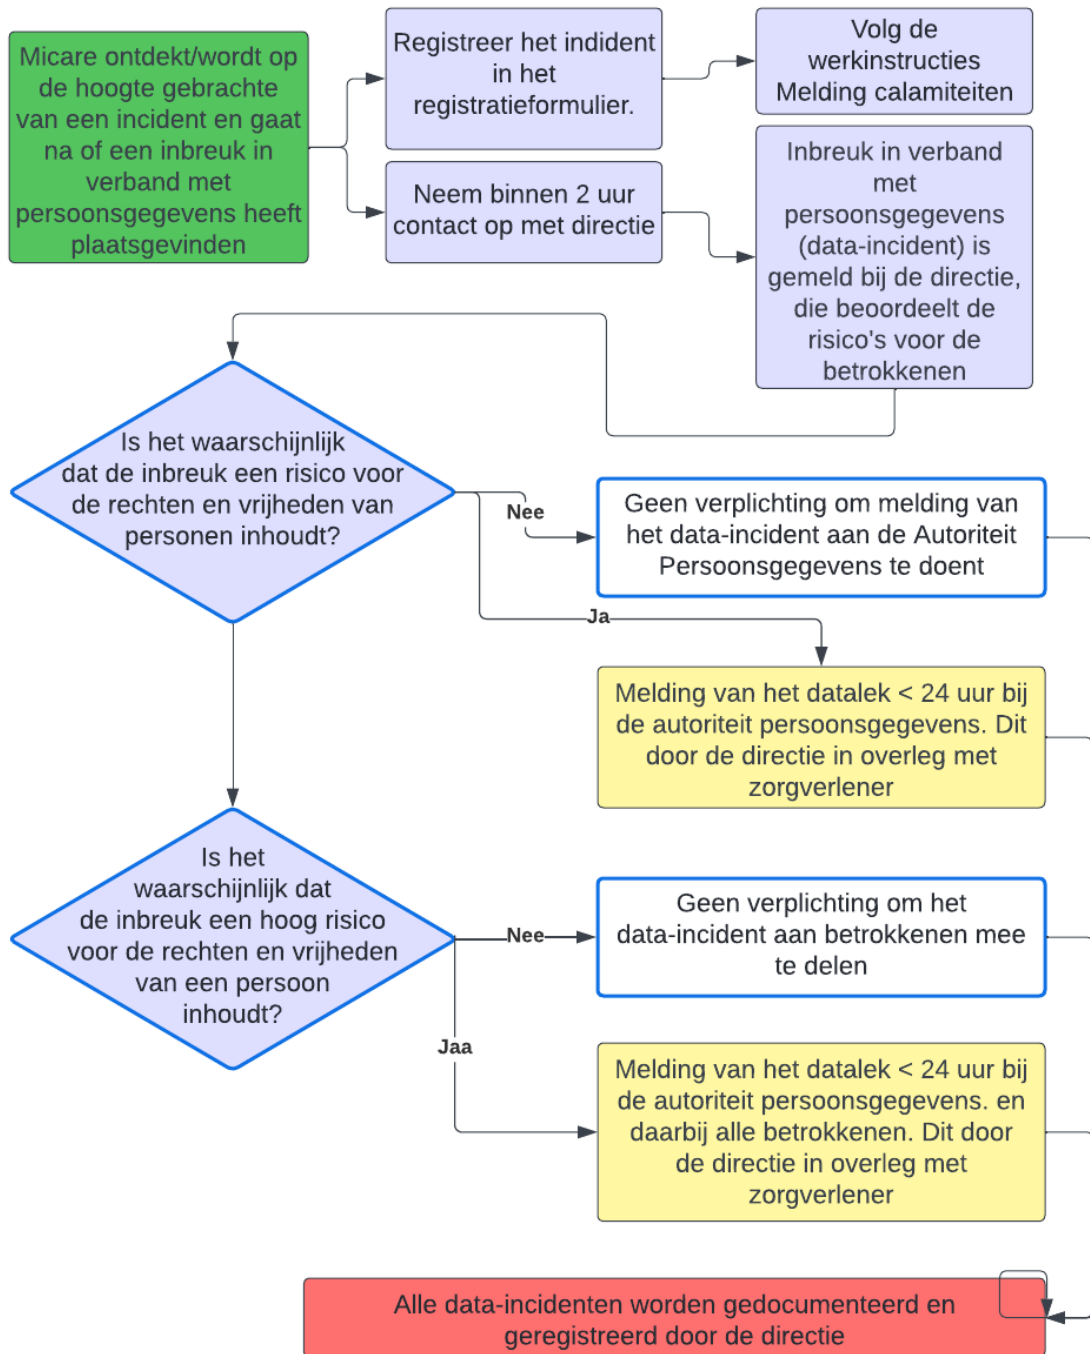 Micare ontdekt/wordt op
de hoogte gebrachte
van een incident en gaat
na of een inbreuk in
verband met
persoonsgegevens heeft
plaatsgevinden
Registreer het indident
in het
registratieformulier.
Volg de
werkinstructies
Melding calamiteiten
Neem binnen 2 uur
contact op met directie
Inbreuk in verband
met
persoonsgegevens
(data-incident) is
gemeld bij de directie,
die beoordeelt de
risico's voor de
betrokkenen
Is het waarschijnlijk
dat de inbreuk een risico voor
de rechten en vrijheden van
personen inhoudt?
Nee
Geen verplichting om melding van
het data-incident aan de Autoriteit
Persoonsgegevens te doent
Ja
Melding van het datalek < 24 uur bij
de autoriteit persoonsgegevens. Dit
door de directie in overleg met
zorgverlener
Is het
waarschijnlijk dat
de inbreuk een hoog risico
voor de rechten en vrijheden
van een persoon
inhoudt?
Nee
Geen verplichting om het
data-incident aan betrokkenen mee
te delen
Jaa
Melding van het datalek < 24 uur bij
de autoriteit persoonsgegevens. en
daarbij alle betrokkenen. Dit door
de directie in overleg met
zorgverlener
Alle data-incidenten worden gedocumenteerd en
geregistreerd door de directie